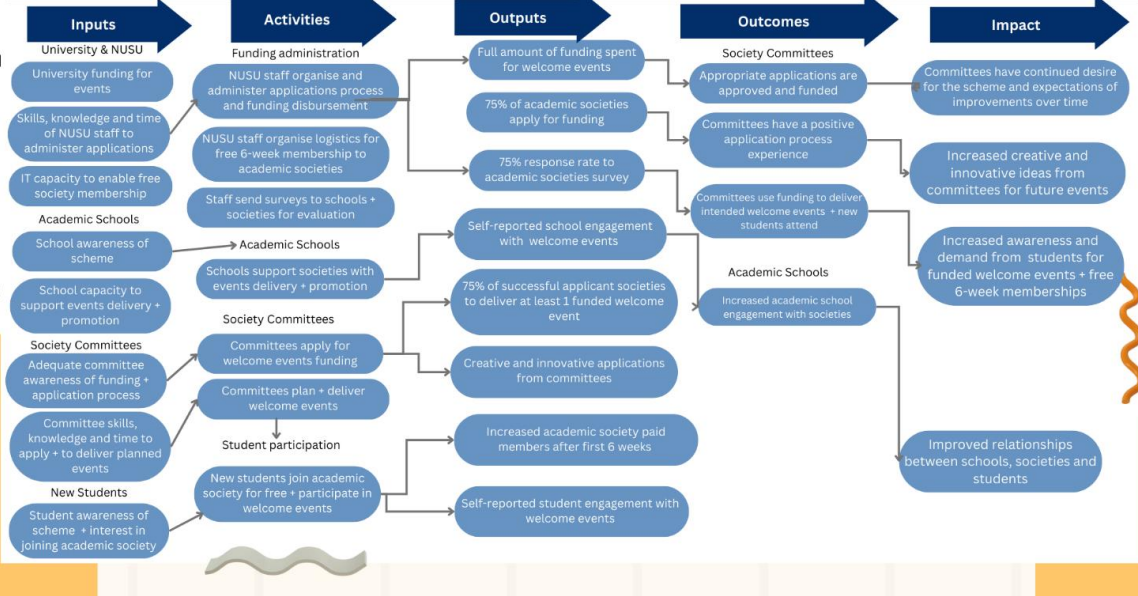 Inputs
University & NUSU
University funding for
events
Skills, knowledge and time
of NUSU staff to
administer applications
IT capacity to enable free
society membership
Academic Schools
School awareness of
scheme
School capacity to
support events delivery +
promotion
Society Committees
Adequate committee
awareness of funding +
application process
Committee skills,
knowledge and time to
apply + to deliver planned
events
New Students
Student awareness of
scheme + interest in
joining academic society
Activities
Funding administration
NUSU staff organise and
administer applications process
and funding disbursement
NUSU staff organise logistics for
free 6-week membership to
academic societies
Staff send surveys to schools +
societies for evaluation
Academic Schools
Schools support societies with
events delivery + promotion
Society Committees
Committees apply for
welcome events funding
Committees plan + deliver
welcome events
Student participation
New students join academic
society for free + participate in
welcome events
Outputs
Full amount of funding spent
for welcome events
75% of academic societies
apply for funding
75% response rate to
academic societies survey
Self-reported school engagement
with welcome events
75% of successful applicant societies
to deliver at least 1 funded welcome
event
Creative and innovative applications
from committees
Increased academic society paid
members after first 6 weeks
Self-reported student engagement with
welcome events
Outcomes
Society Committees
Appropriate applications are
approved and funded
Committees have a positive
application process
experience
Committees use funding to deliver
intended welcome events + new
students attend
Academic Schools
Increased academic school
engagement with societies
Impact
Committees have continued desire
for the scheme and expectations of
improvements over time
Increased creative and
innovative ideas from
committees for future events
Increased awareness and
demand from students for
funded welcome events + free
6-week memberships
Improved relationships
between schools, societies and
students